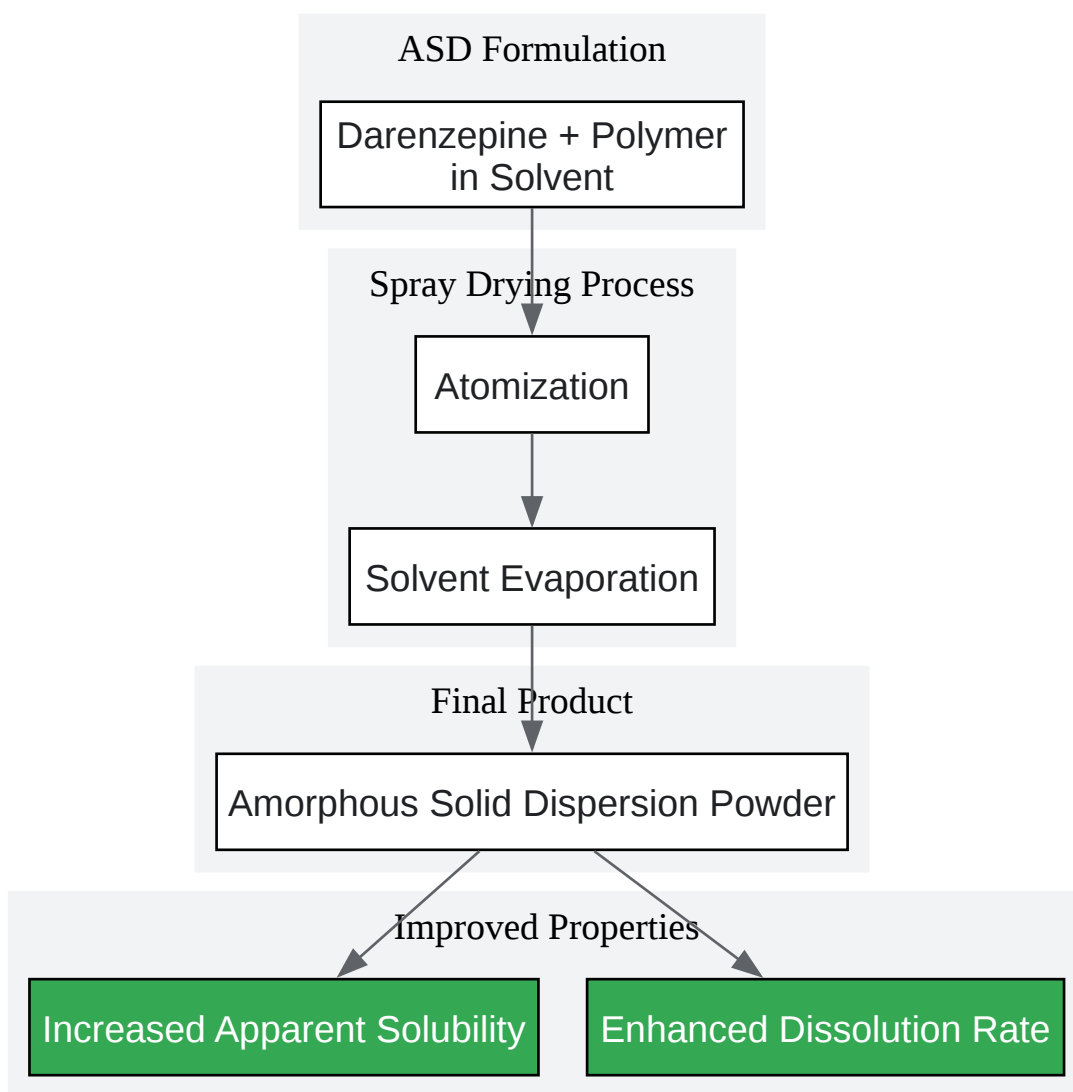 ASD Formulation
Darenzepine + Polymer
in Solvent
Spray Drying Process
Atomization
Solvent Evaporation
Final Product
Amorphous Solid Dispersion Powder
Improved Properties
Increased Apparent Solubility
Enhanced Dissolution Rate